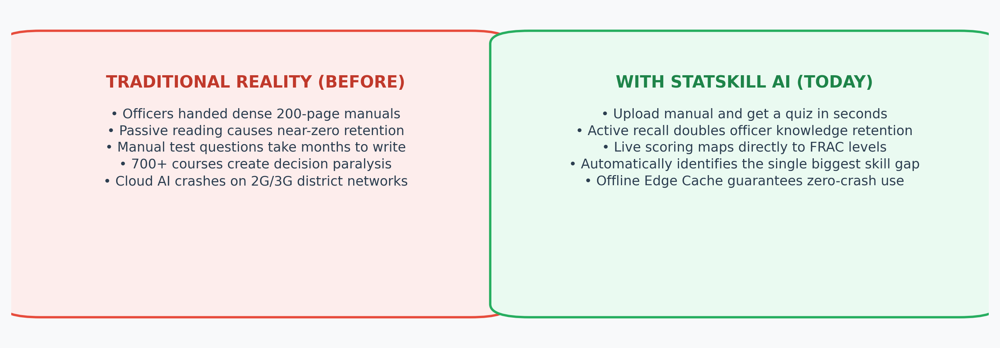 TRADITIONAL REALITY (BEFORE)
• Officers handed dense 200-page manuals
• Passive reading causes near-zero retention
• Manual test questions take months to write
• 700+ courses create decision paralysis
• Cloud AI crashes on 2G/3G district networks
WITH STATSKILL AI (TODAY)
• Upload manual and get a quiz in seconds
• Active recall doubles officer knowledge retention
• Live scoring maps directly to FRAC levels
• Automatically identifies the single biggest skill gap
• Offline Edge Cache guarantees zero-crash use